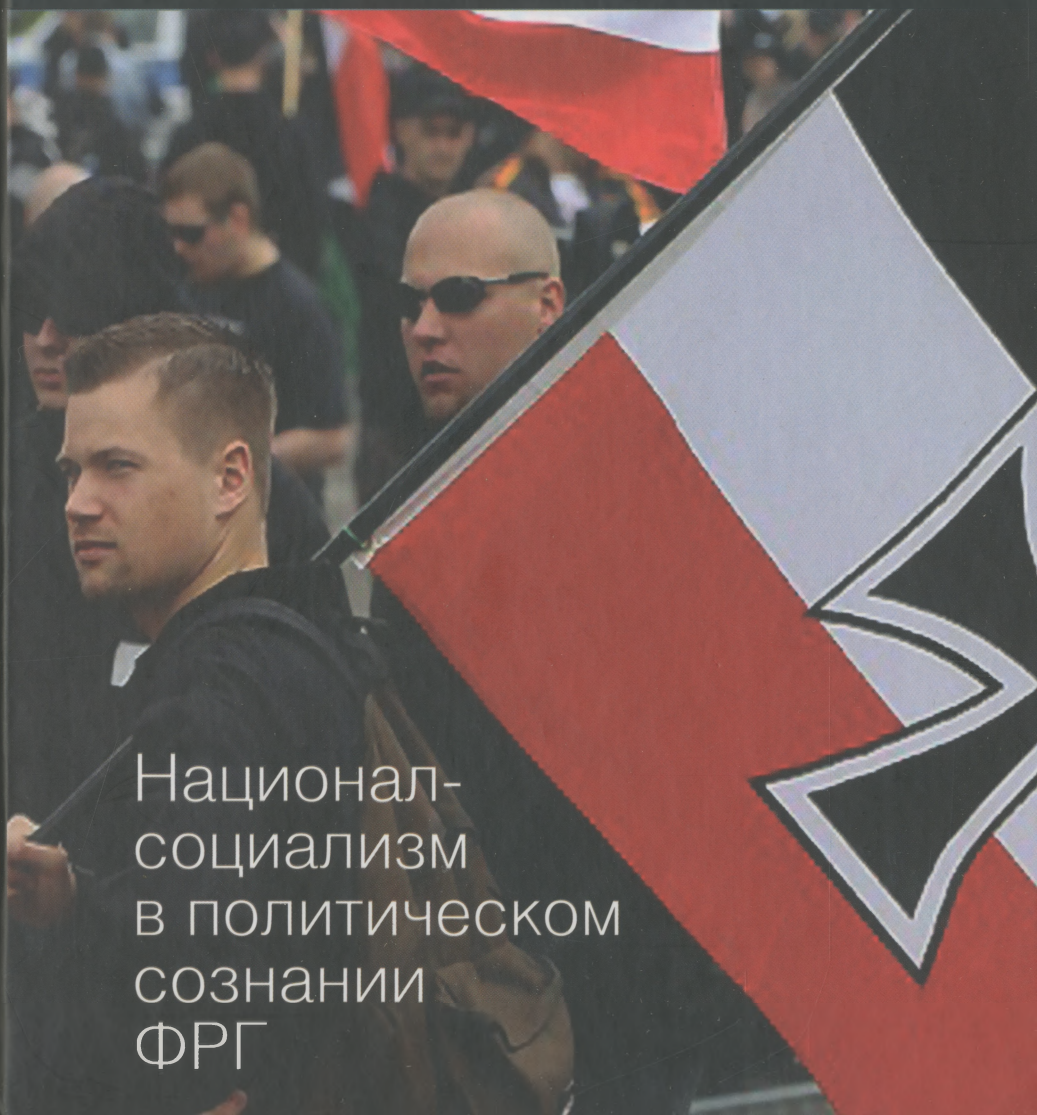 Национал-
социализм
в политическом
сознании
ФРГ